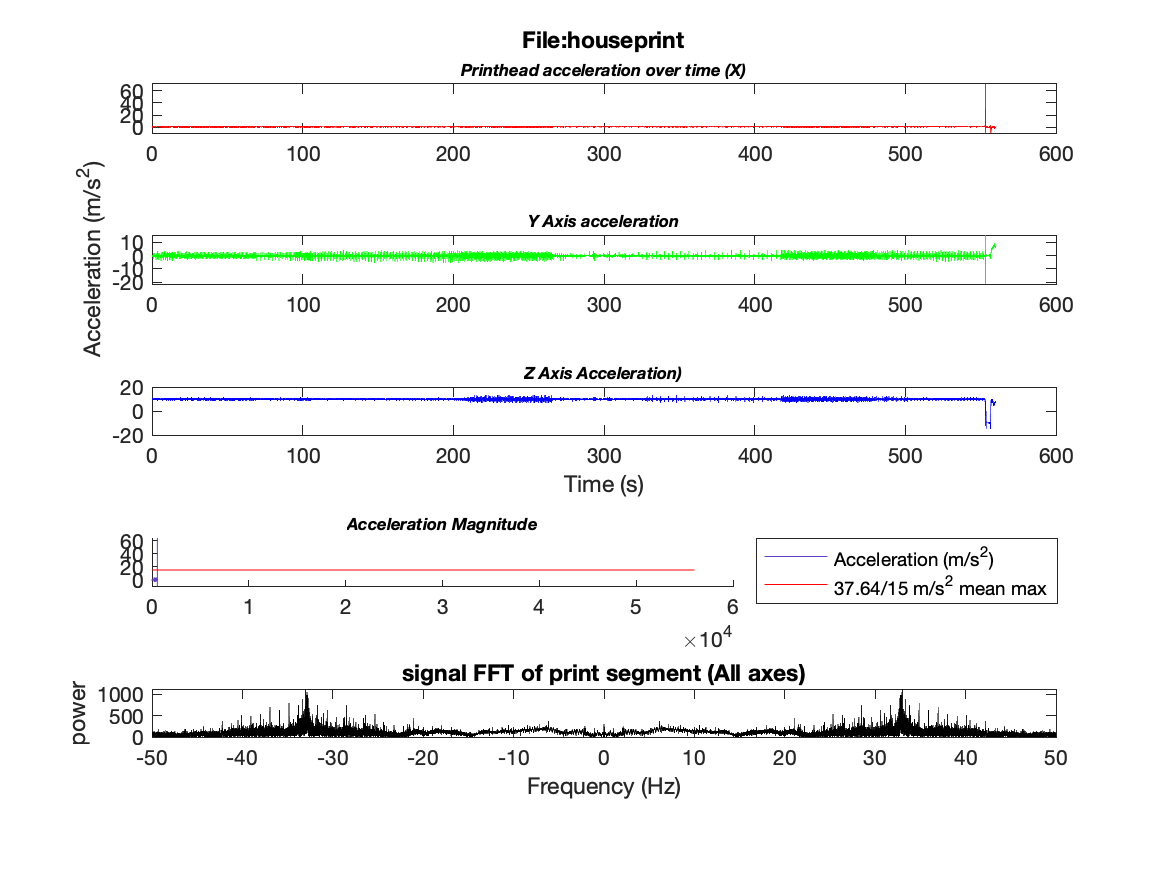 File:houseprint
Printhead acceleration over time (X)
60
40
20
0
0 100 200 300 400 500 600
Acceleration (m/s2)
Y Axis acceleration
10
0
-10
-20
0 100 200 300 400 500 600
Z Axis Acceleration)
20
0
-20
0 100 200 300 400 500 600
Time (s)
Acceleration Magnitude
60
40
20
0
0 1 2 3 4 5 6
×10^4
Acceleration (m/s^2)
37.64/15 m/s^2 mean max
signal FFT of print segment (All axes)
power
1000
500
0
-50 -40 -30 -20 -10 0 10 20 30 40 50
Frequency (Hz)